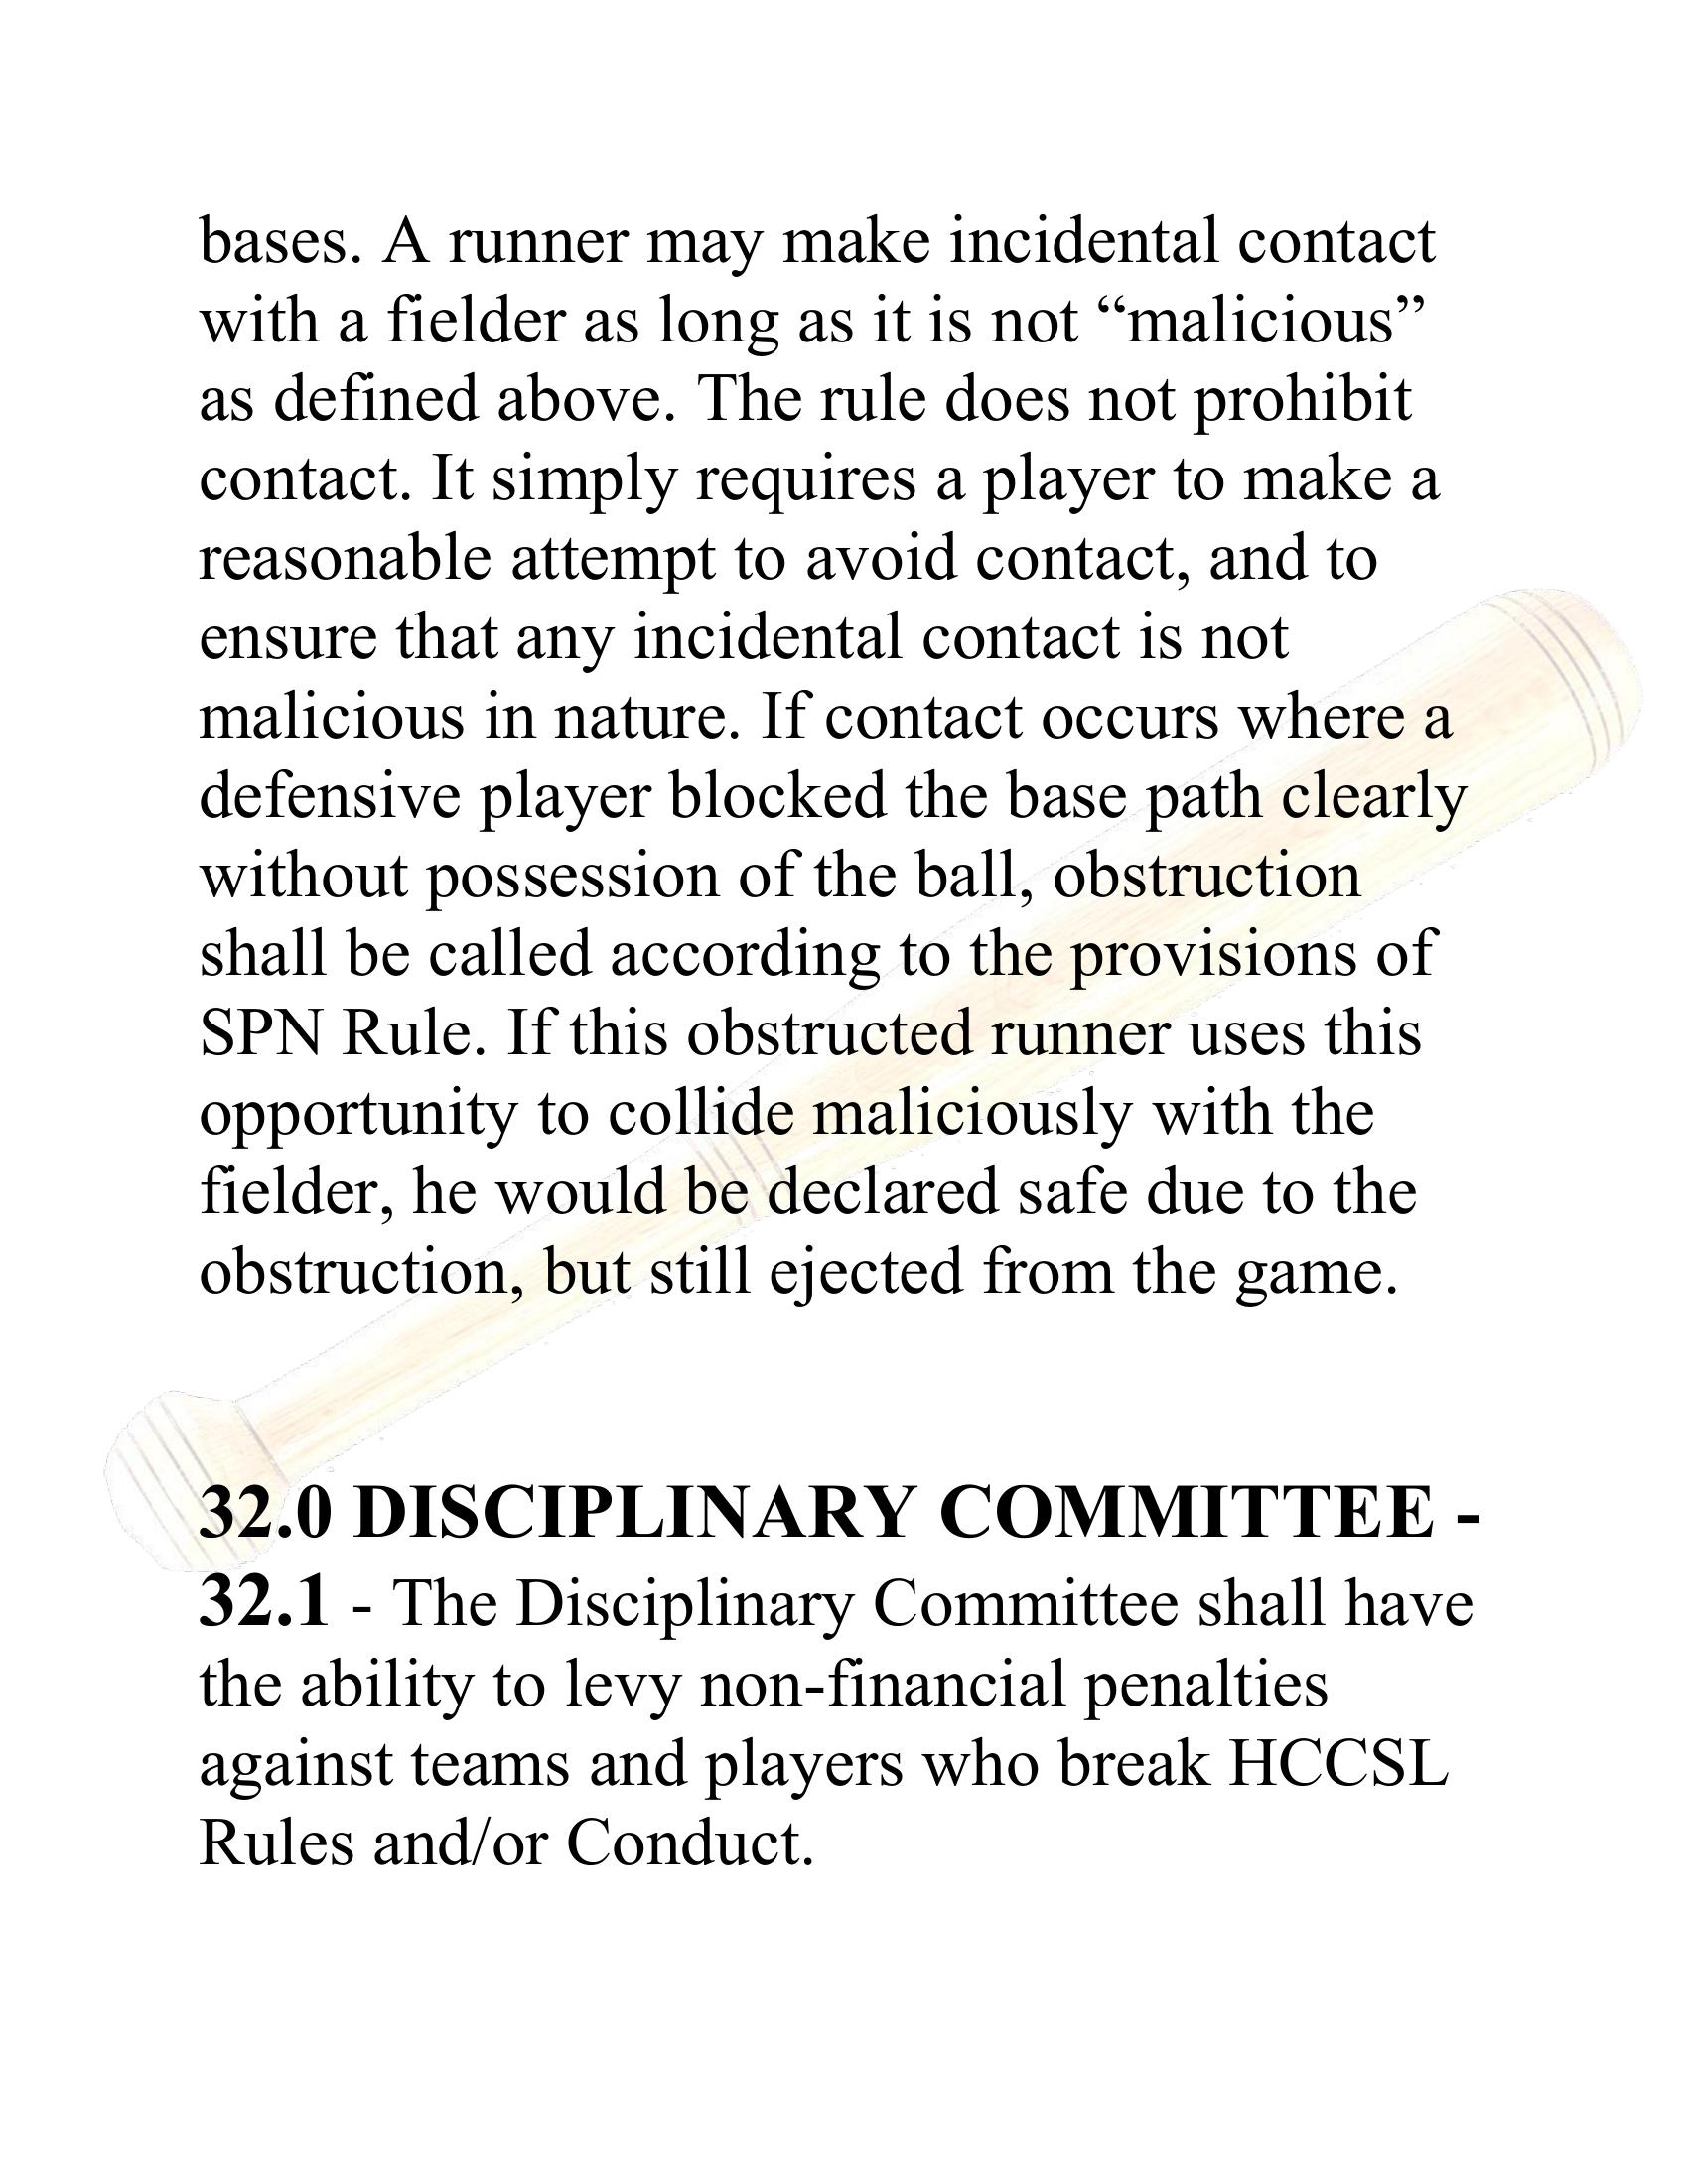 bases. A runner may make incidental contact
with a fielder as long as it is not “malicious”
as defined above. The rule does not prohibit
contact. It simply requires a player to make a
reasonable attempt to avoid contact, and to
ensure that any incidental contact is not
malicious in nature. If contact occurs where a
defensive player blocked the base path clearly
without possession of the ball, obstruction
shall be called according to the provisions of
SPN Rule. If this obstructed runner uses this
opportunity to collide maliciously with the
fielder, he would be declared safe due to the
obstruction, but still ejected from the game.
32.0 DISCIPLINARY COMMITTEE -
32.1 - The Disciplinary Committee shall have
the ability to levy non-financial penalties
against teams and players who break HCCSL
Rules and/or Conduct.